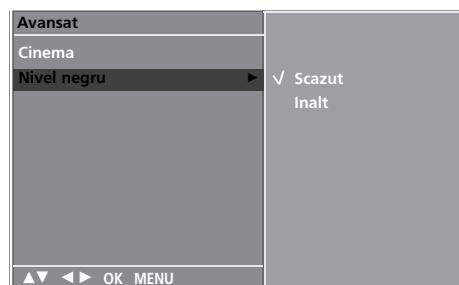 Avansat
Cinema
Nivel negru ►
√ Scazut
Inalt
▲▼ ◄► OK MENU